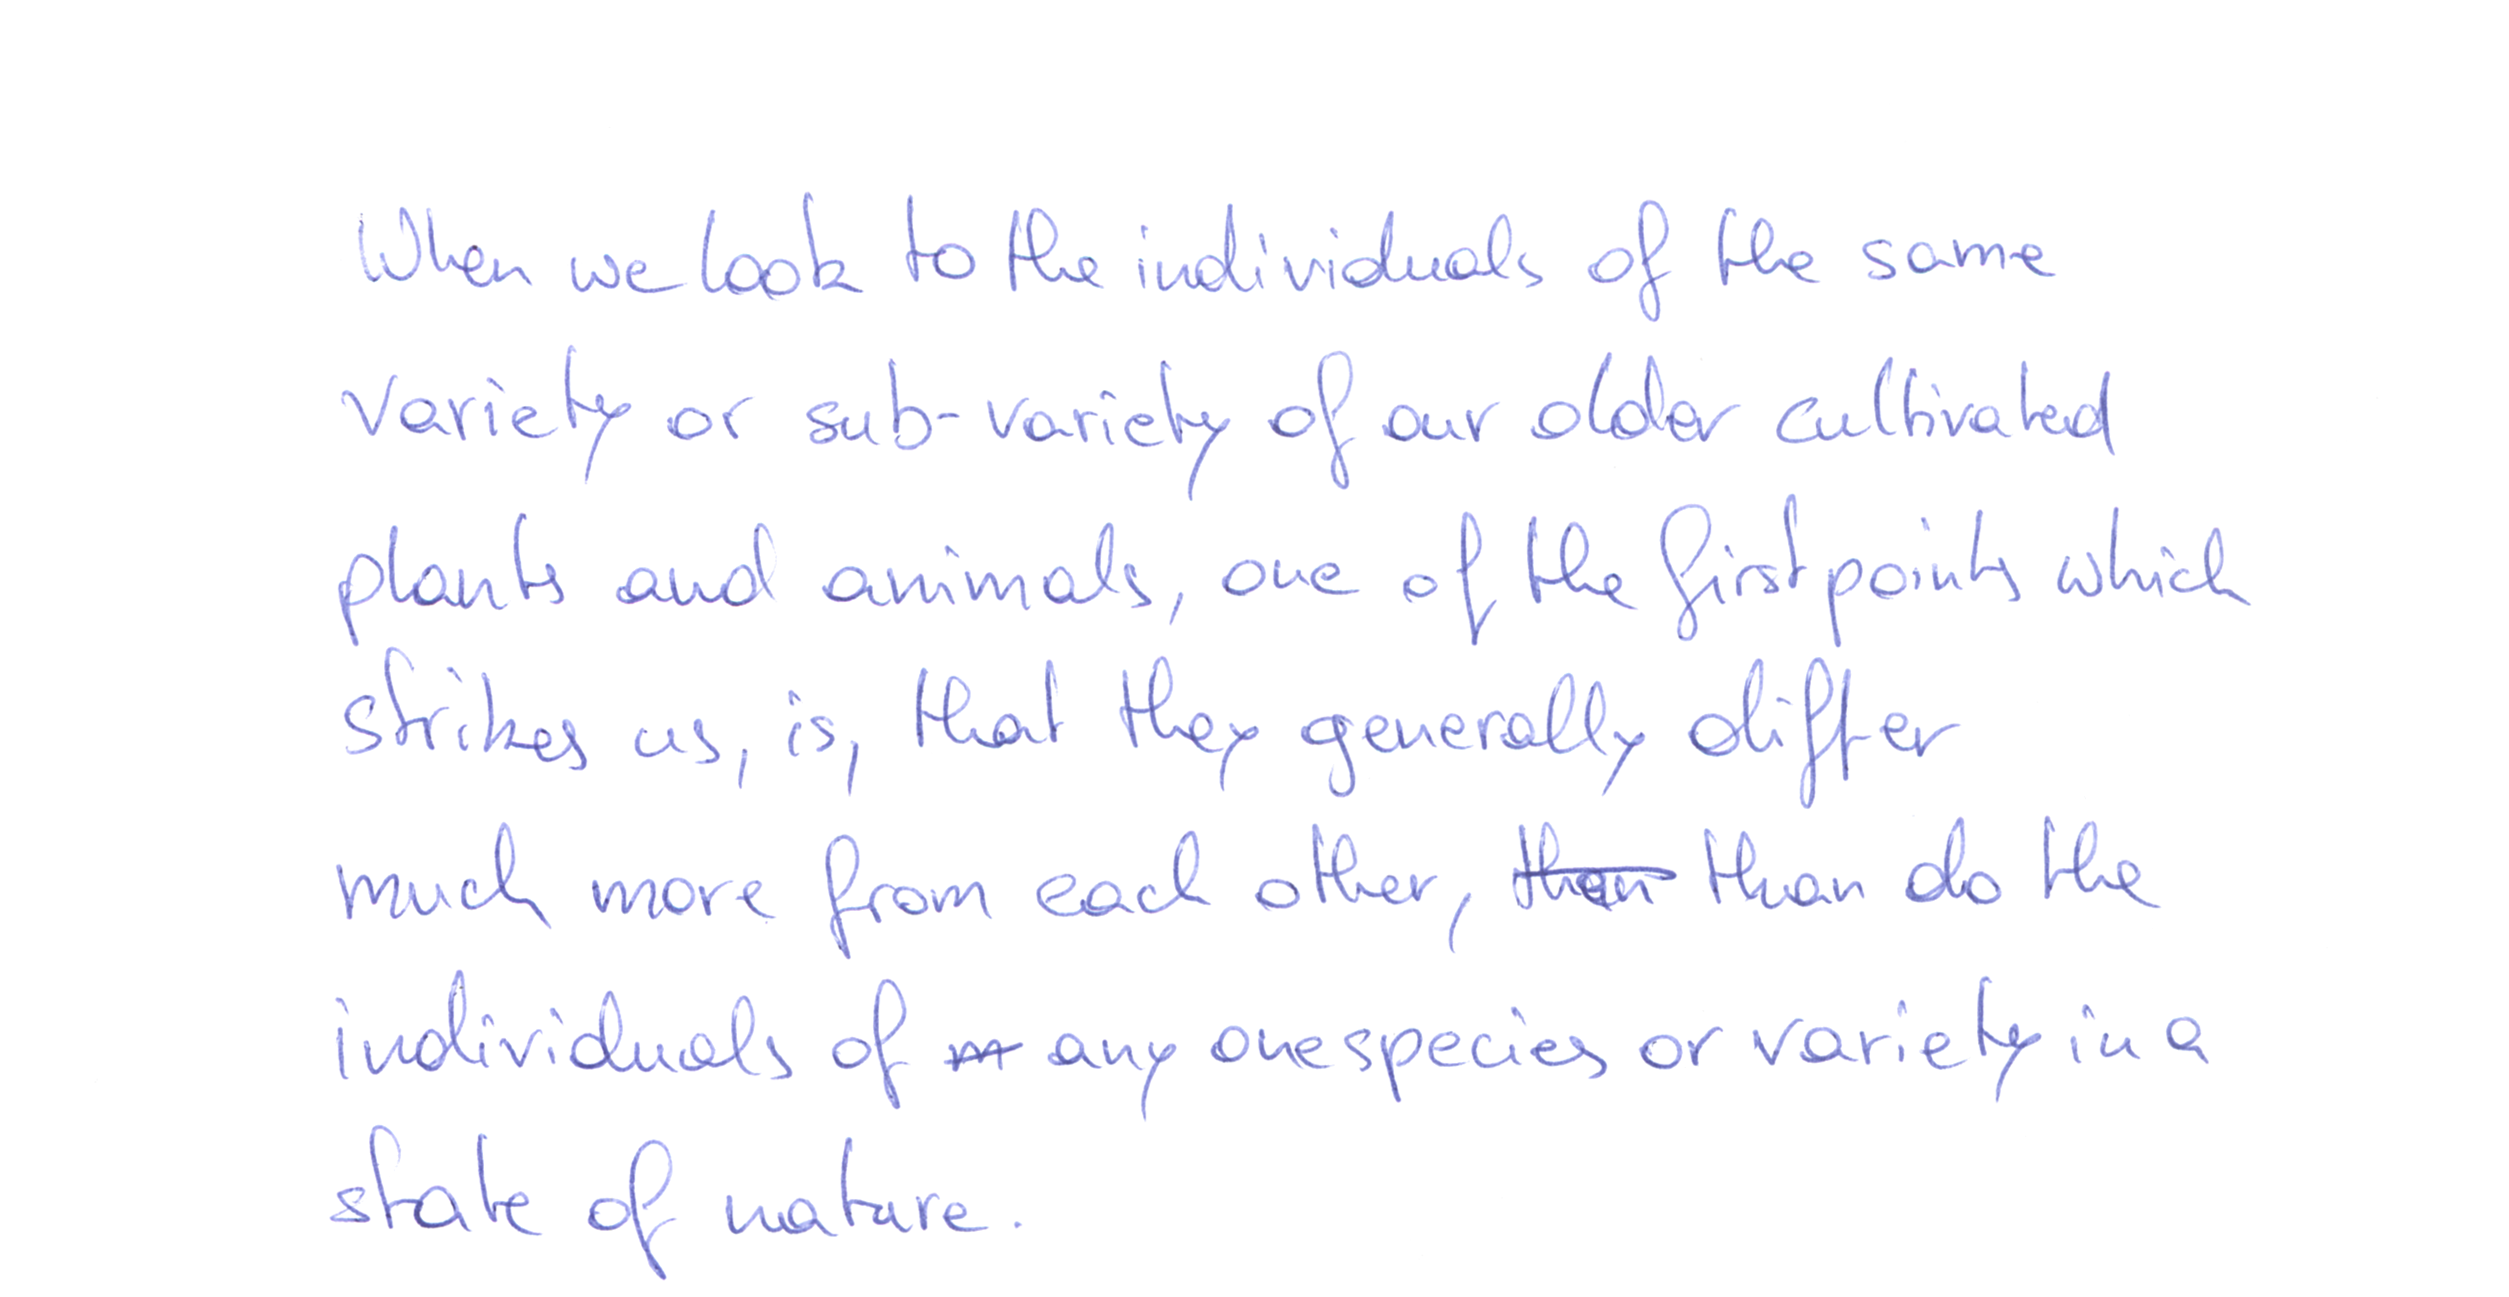 When we look to the individuals of the same
variety or sub-variety of our older cultivated
plants and animals, one of the first points which
strikes us, is, that they generally differ
much more from each other, than than do the
individuals of m any one species or variety in a
state of nature.